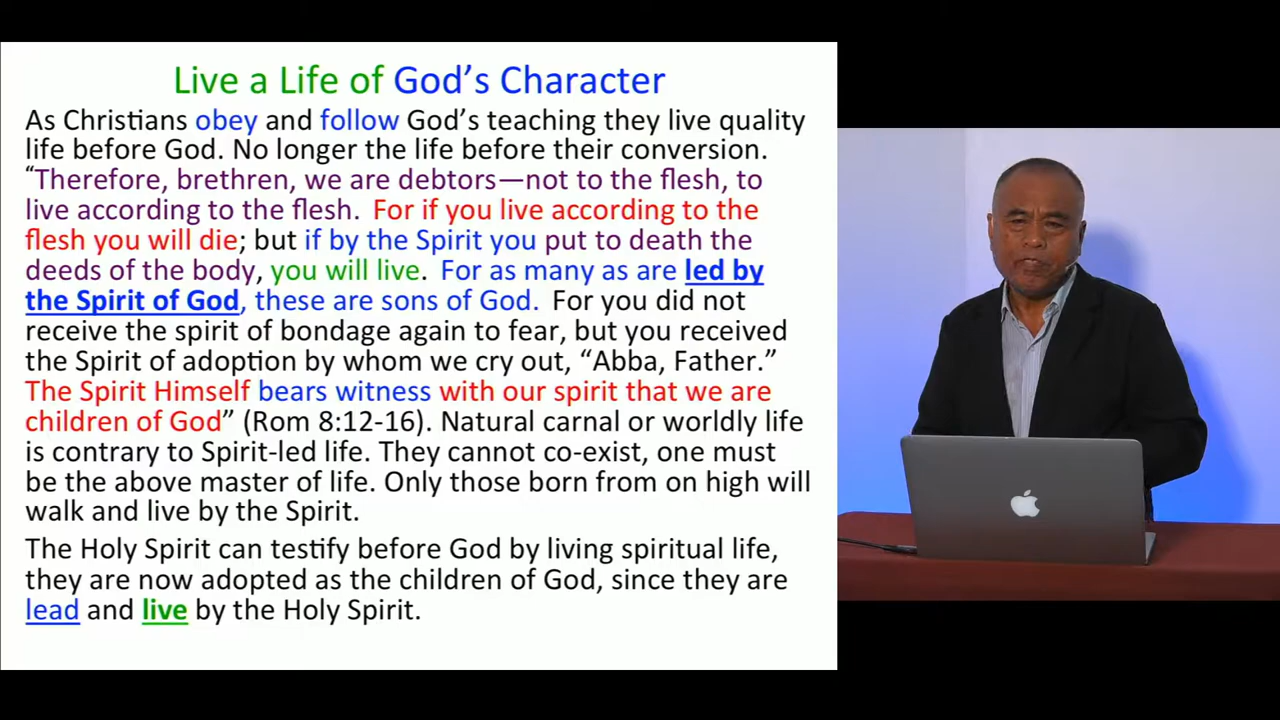 Live a Life of God’s Character
As Christians obey and follow God’s teaching they live quality
life before God. No longer the life before their conversion.
“Therefore, brethren, we are debtors—not to the flesh, to
live according to the flesh. For if you live according to the
flesh you will die; but if by the Spirit you put to death the
deeds of the body, you will live. For as many as are led by
the Spirit of God, these are sons of God. For you did not
receive the spirit of bondage again to fear, but you received
the Spirit of adoption by whom we cry out, “Abba, Father.”
The Spirit Himself bears witness with our spirit that we are
children of God” (Rom 8:12-16). Natural carnal or worldly life
is contrary to Spirit-led life. They cannot co-exist, one must
be the above master of life. Only those born from on high will
walk and live by the Spirit.
The Holy Spirit can testify before God by living spiritual life,
they are now adopted as the children of God, since they are
lead and live by the Holy Spirit.